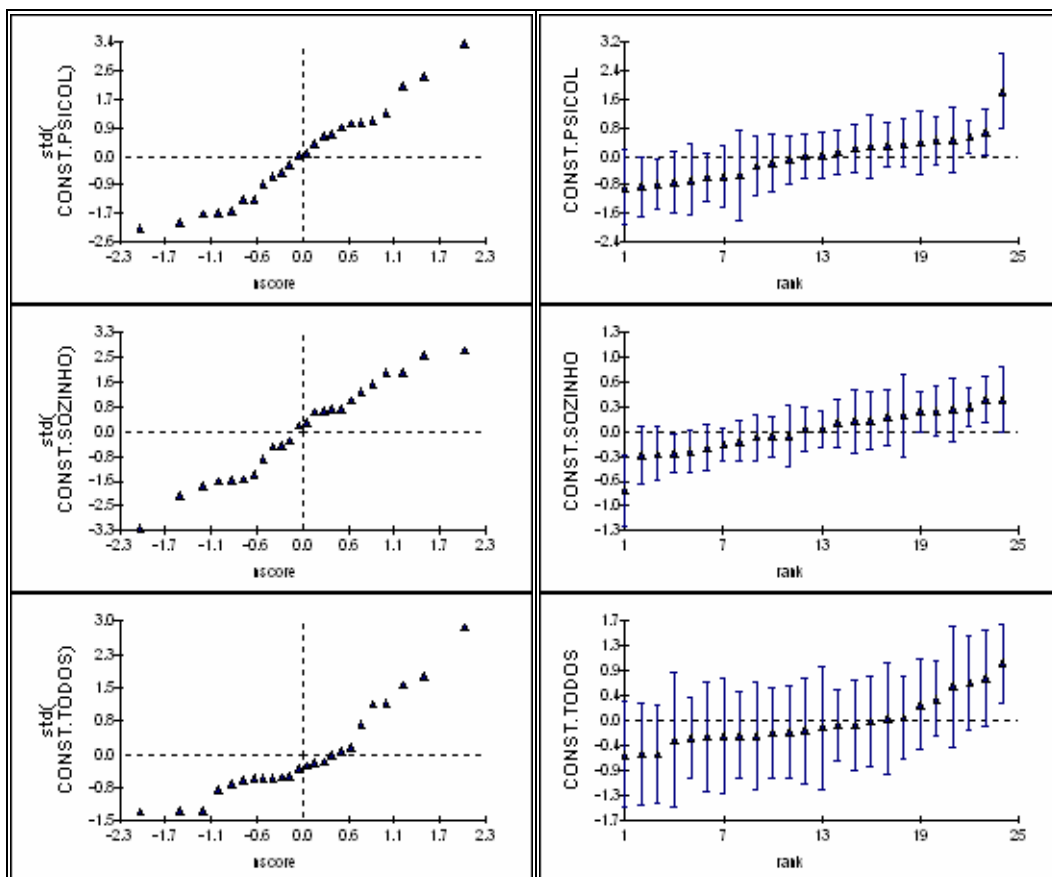 std(
CONST.PSICOL)
3.4
2.6
1.7
0.9
0.0
-0.9
-1.7
-2.6
-2.3 -1.7 -1.1 -0.6 0.0 0.6 1.1 1.7 2.3
nscore
CONST.PSICOL
3.2
2.4
1.6
0.8
0.0
-0.8
-1.6
-2.4
1 7 13 19 25
rank
std(
CONST.SOZINHO)
3.3
2.5
1.6
0.8
0.0
-0.8
-1.6
-2.5
-3.3
-2.3 -1.7 -1.1 -0.6 0.0 0.6 1.1 1.7 2.3
nscore
CONST.SOZINHO
1.3
1.0
0.6
0.3
0.0
-0.3
-0.6
-1.0
-1.3
1 7 13 19 25
rank
std(
CONST.TODOS)
3.0
2.3
1.5
0.8
0.0
-0.8
-1.5
-2.3 -1.7 -1.1 -0.6 0.0 0.6 1.1 1.7 2.3
nscore
CONST.TODOS
1.7
1.3
0.9
0.4
0.0
-0.4
-0.9
-1.3
-1.7
1 7 13 19 25
rank